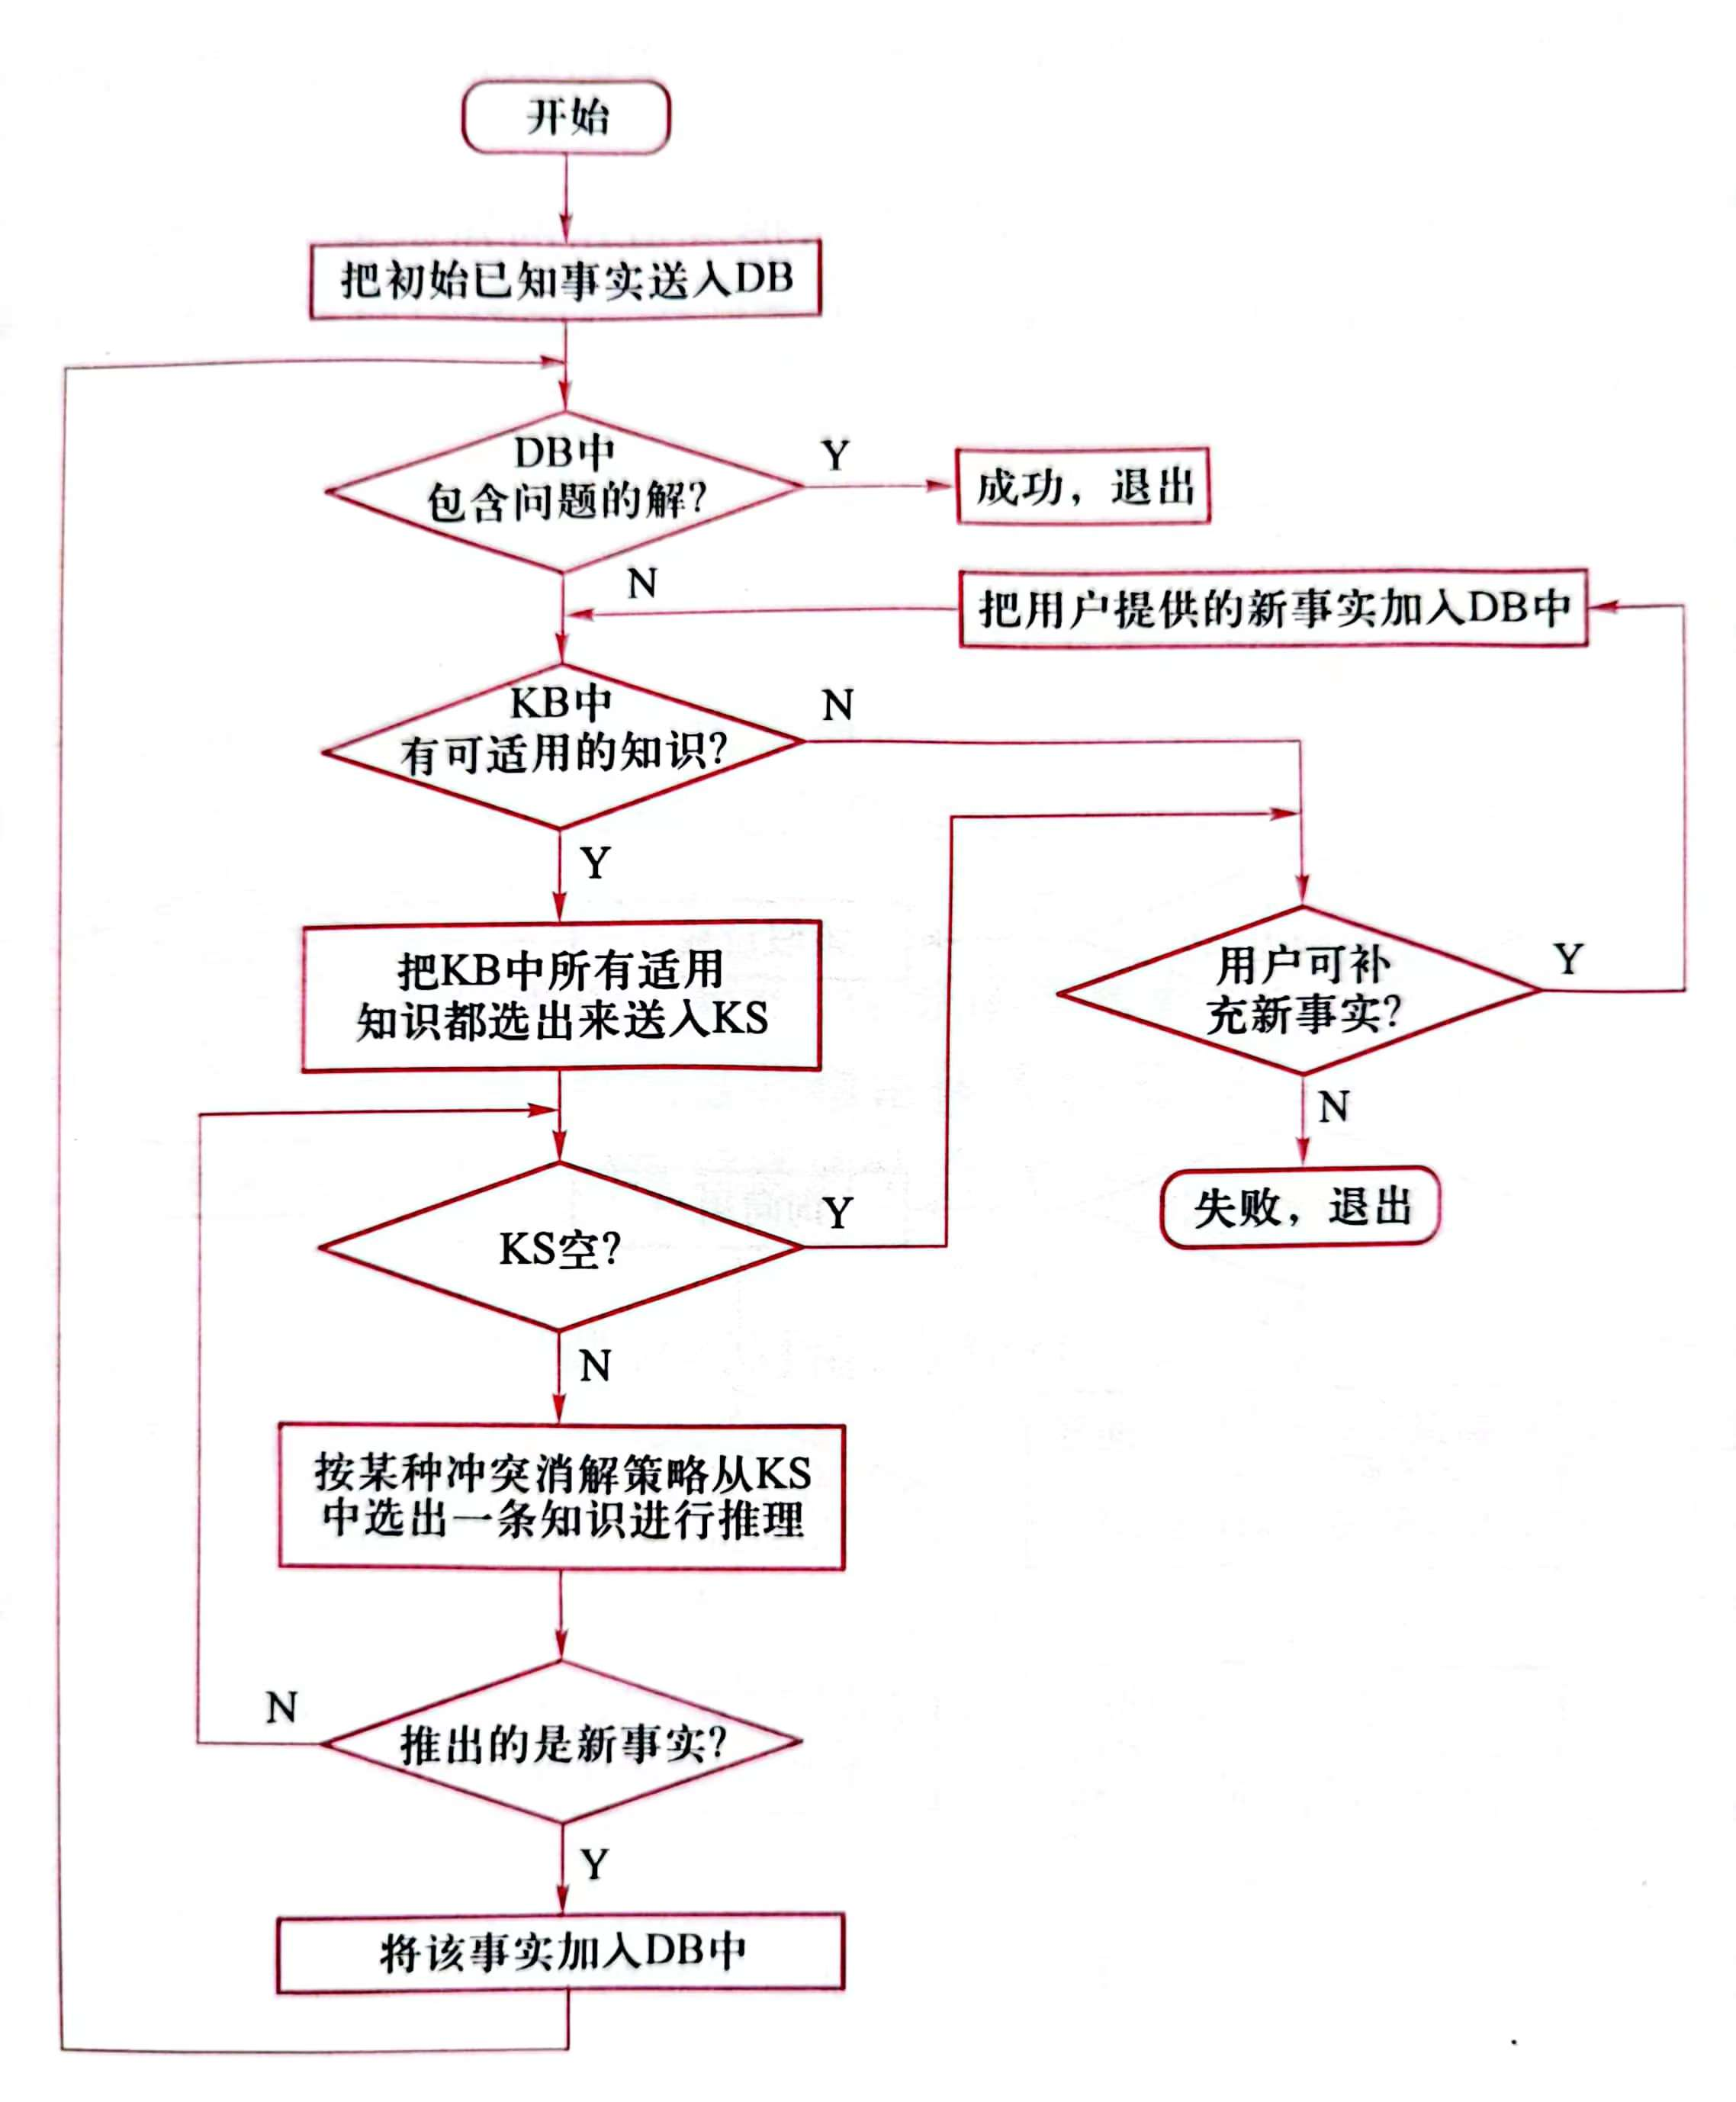 开始
把初始已知事实送入DB
DB中
包含问题的解?
Y
成功，退出
N
把用户提供的新事实加入DB中
KB中
有可适用的知识?
N
Y
把KB中所有适用
知识都选出来送入KS
用户可补
充新事实?
Y
N
失败，退出
KS空?
Y
N
按某种冲突消解策略从KS
中选出一条知识进行推理
N
推出的是新事实?
Y
将该事实加入DB中